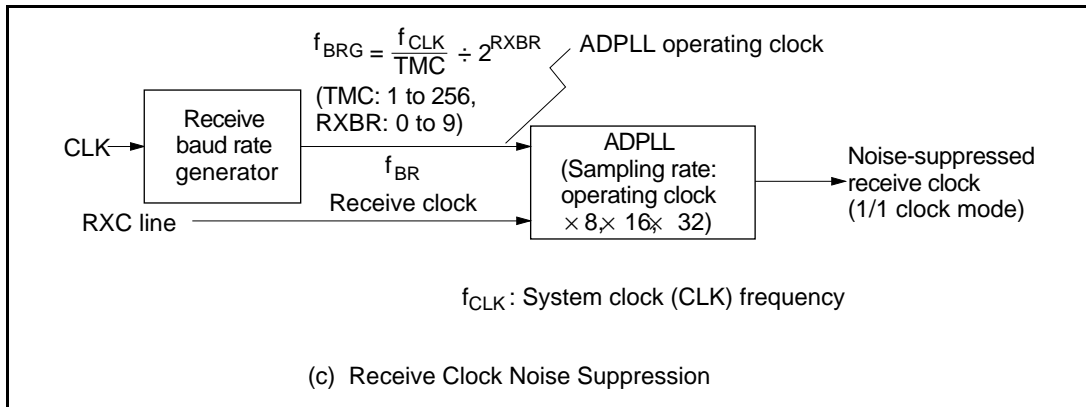 f_BRG = f_CLK / TMC ÷ 2^RXBR
ADPLL operating clock
(TMC: 1 to 256,
RXBR: 0 to 9)
CLK
Receive
baud rate
generator
f_BR
Receive clock
RXC line
ADPLL
(Sampling rate:
operating clock
× 8,× 16,× 32)
Noise-suppressed
receive clock
(1/1 clock mode)
f_CLK : System clock (CLK) frequency
(c) Receive Clock Noise Suppression